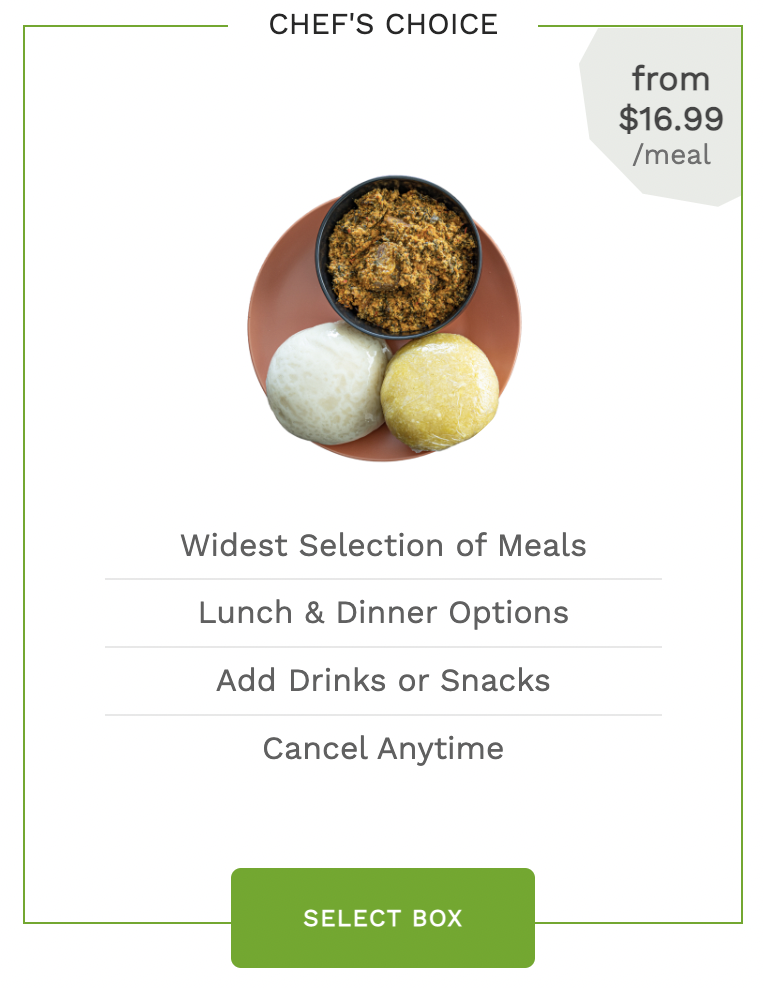 CHEF'S CHOICE
from
$16.99
/meal
Widest Selection of Meals
Lunch & Dinner Options
Add Drinks or Snacks
Cancel Anytime
SELECT BOX